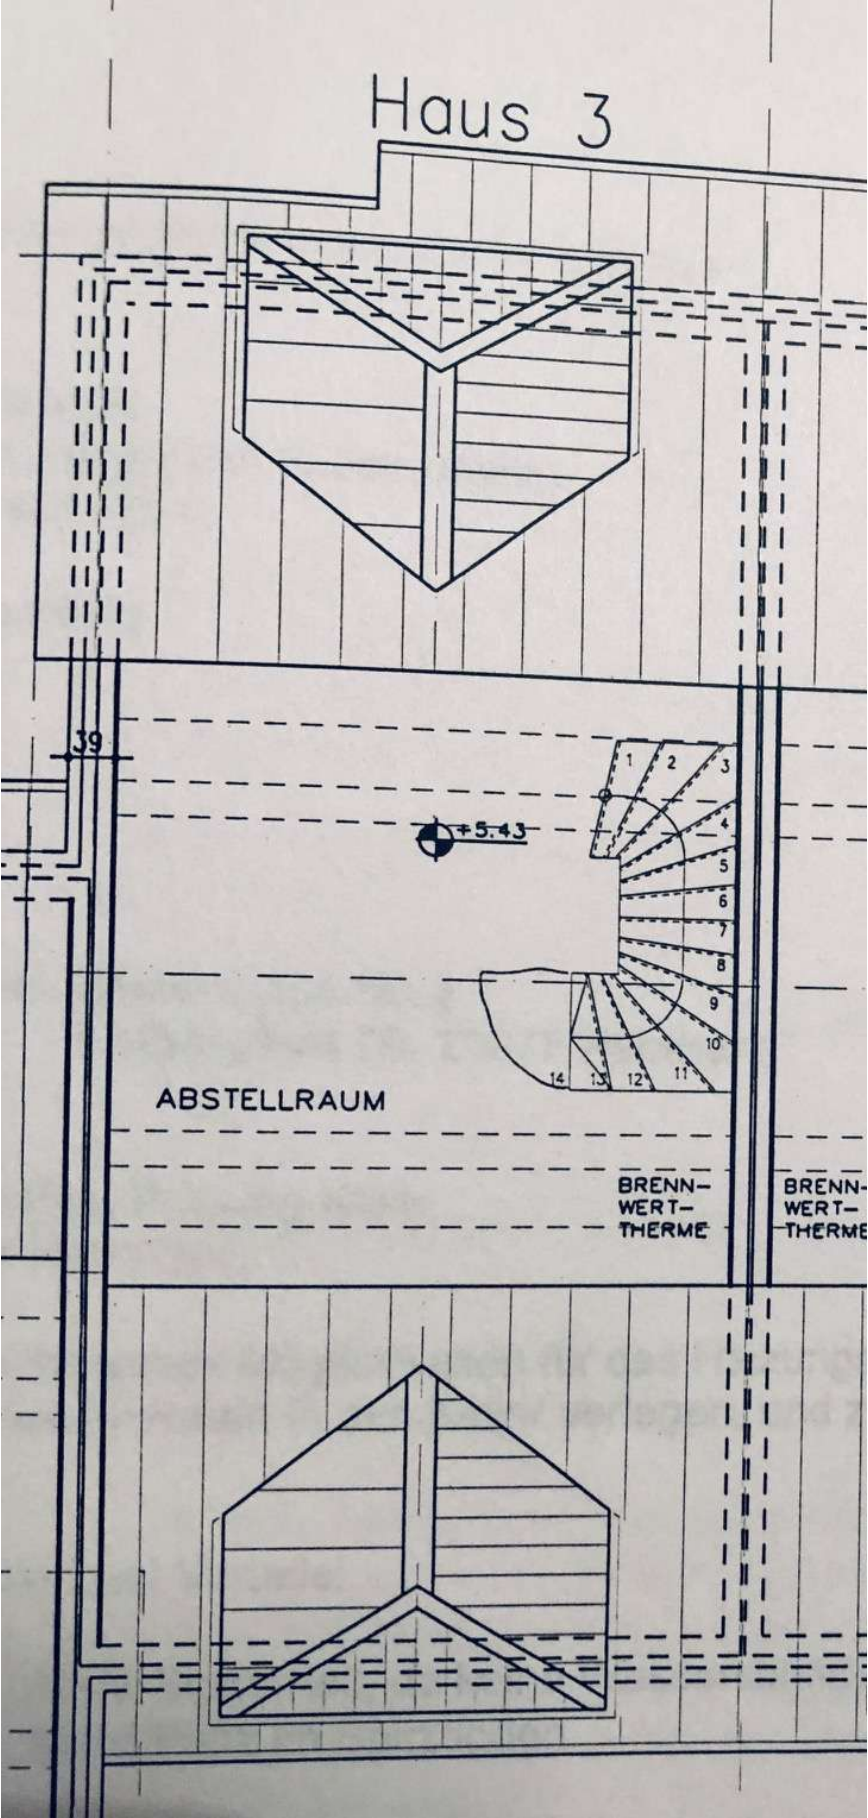 Haus 3
39
1
2
3
4
5
6
7
8
9
10
11
12
13
14
+5.43
ABSTELLRAUM
BRENN-
WERT-
THERME
BRENN-
WERT-
THERME